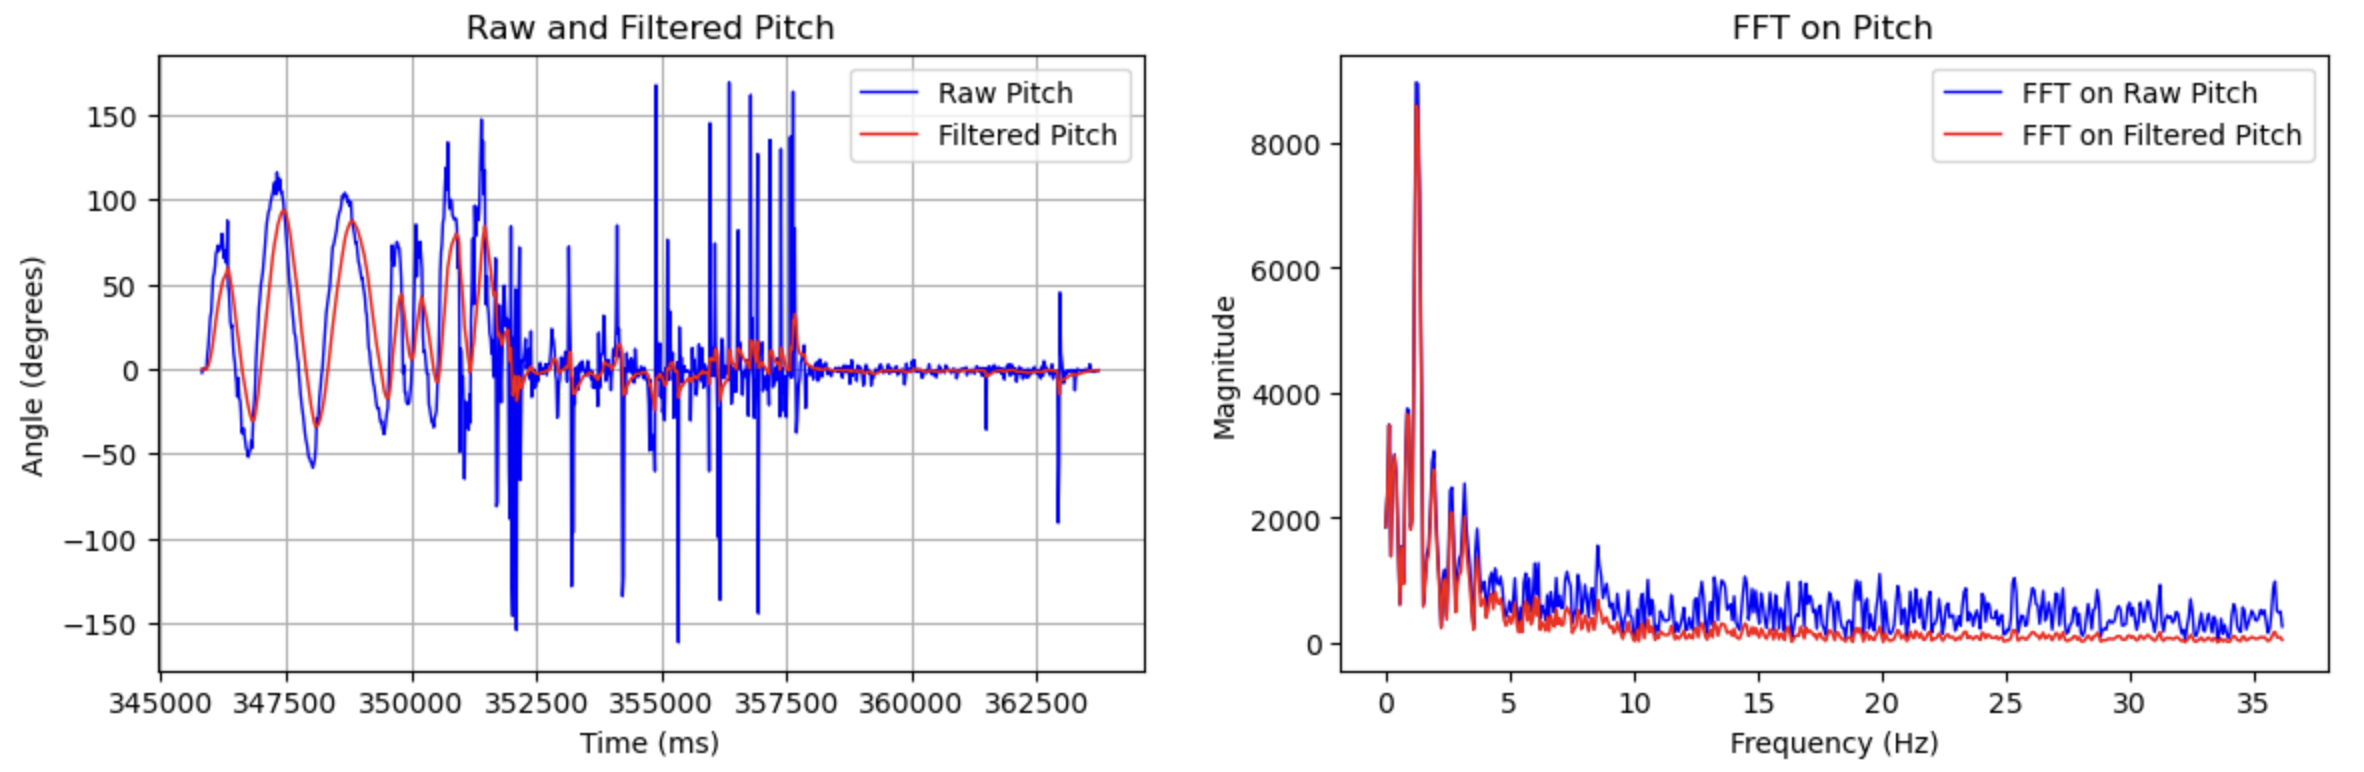 Raw and Filtered Pitch
Raw Pitch
Filtered Pitch
150
100
50
0
−50
−100
−150
Angle (degrees)
345000 347500 350000 352500 355000 357500 360000 362500
Time (ms)
FFT on Pitch
FFT on Raw Pitch
FFT on Filtered Pitch
8000
6000
4000
2000
0
Magnitude
0 5 10 15 20 25 30 35
Frequency (Hz)